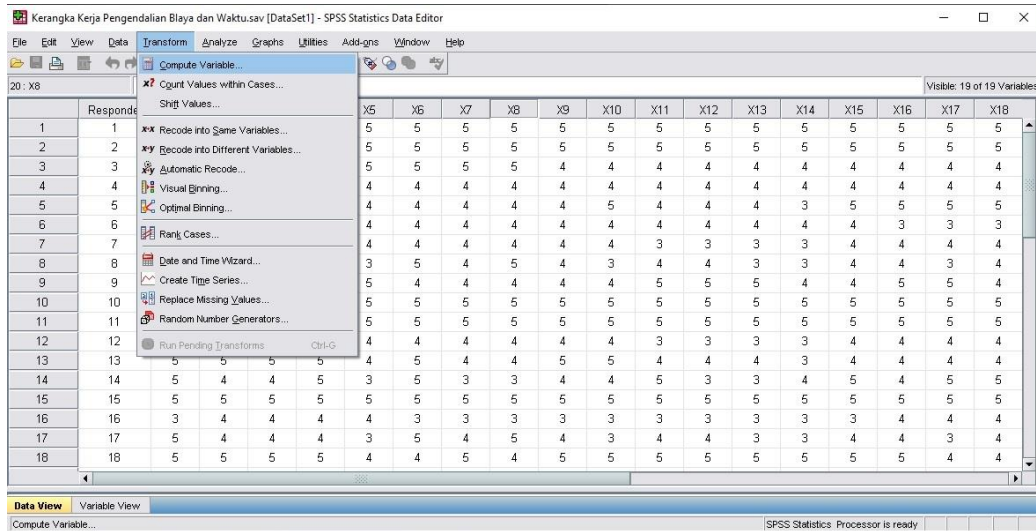 Kerangka Kerja Pengendalian Biaya dan Waktu.sav [DataSet1] - SPSS Statistics Data Editor
File Edit View Data Transform Analyze Graphs Utilities Add-ons Window Help
20 : X8
Visible: 19 of 19 Variables
Compute Variable...
Count Values within Cases...
Shift Values...
Recode into Same Variables...
Recode into Different Variables...
Automatic Recode...
Visual Binning...
Optimal Binning...
Rank Cases...
Date and Time Wizard...
Create Time Series...
Replace Missing Values...
Random Number Generators...
Run Pending Transforms Ctrl-G
Responde X5 X6 X7 X8 X9 X10 X11 X12 X13 X14 X15 X16 X17 X18
1 1 5 5 5 5 5 5 5 5 5 5 5 5 5 5
2 2 5 5 5 5 5 5 5 5 5 5 5 5 5 5
3 3 5 5 5 5 4 4 4 4 4 4 4 4 4 4
4 4 4 4 4 4 4 4 4 4 4 4 4 4 4 4
5 5 4 4 4 4 4 5 4 4 4 3 5 5 5 5
6 6 4 4 4 4 4 4 4 4 4 4 4 3 3 3
7 7 4 4 4 4 4 4 3 3 3 3 4 4 4 4
8 8 3 5 4 5 4 3 4 4 3 3 4 4 3 4
9 9 5 4 4 4 4 4 5 5 5 4 4 5 5 4
10 10 5 5 5 5 5 5 5 5 5 5 5 5 5 5
11 11 5 5 5 5 5 5 5 5 5 5 5 5 5 5
12 12 4 4 4 4 4 4 3 3 3 3 4 4 4 4
13 13 5 5 5 5 4 5 4 4 5 5 4 4 4 3 4 4 4 4
14 14 5 4 4 5 3 5 3 3 4 4 5 3 3 4 5 4 5 5
15 15 5 5 5 5 5 5 5 5 5 5 5 5 5 5 5 5 5 5
16 16 3 4 4 4 4 3 3 3 3 3 3 3 3 3 3 4 4 4
17 17 5 4 4 4 3 5 4 5 4 3 4 4 3 3 4 4 3 4
18 18 5 5 5 5 4 4 5 4 5 5 5 5 5 5 5 5 4 4
Data View Variable View
Compute Variable...
SPSS Statistics Processor is ready